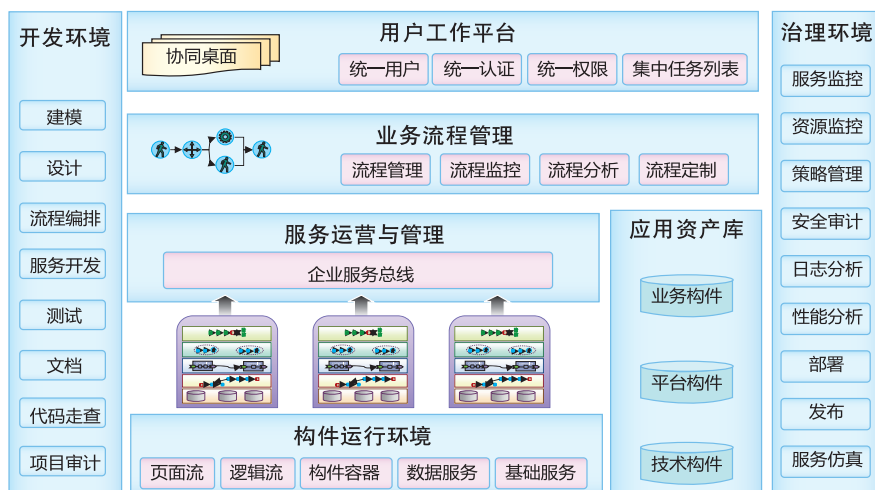 开发环境
建模
设计
流程编排
服务开发
测试
文档
代码走查
项目审计
用户工作平台
协同桌面
统一用户
统一认证
统一权限
集中任务列表
业务流程管理
流程管理
流程监控
流程分析
流程定制
服务运营与管理
企业服务总线
构件运行环境
页面流
逻辑流
构件容器
数据服务
基础服务
应用资产库
业务构件
平台构件
技术构件
治理环境
服务监控
资源监控
策略管理
安全审计
日志分析
性能分析
部署
发布
服务仿真